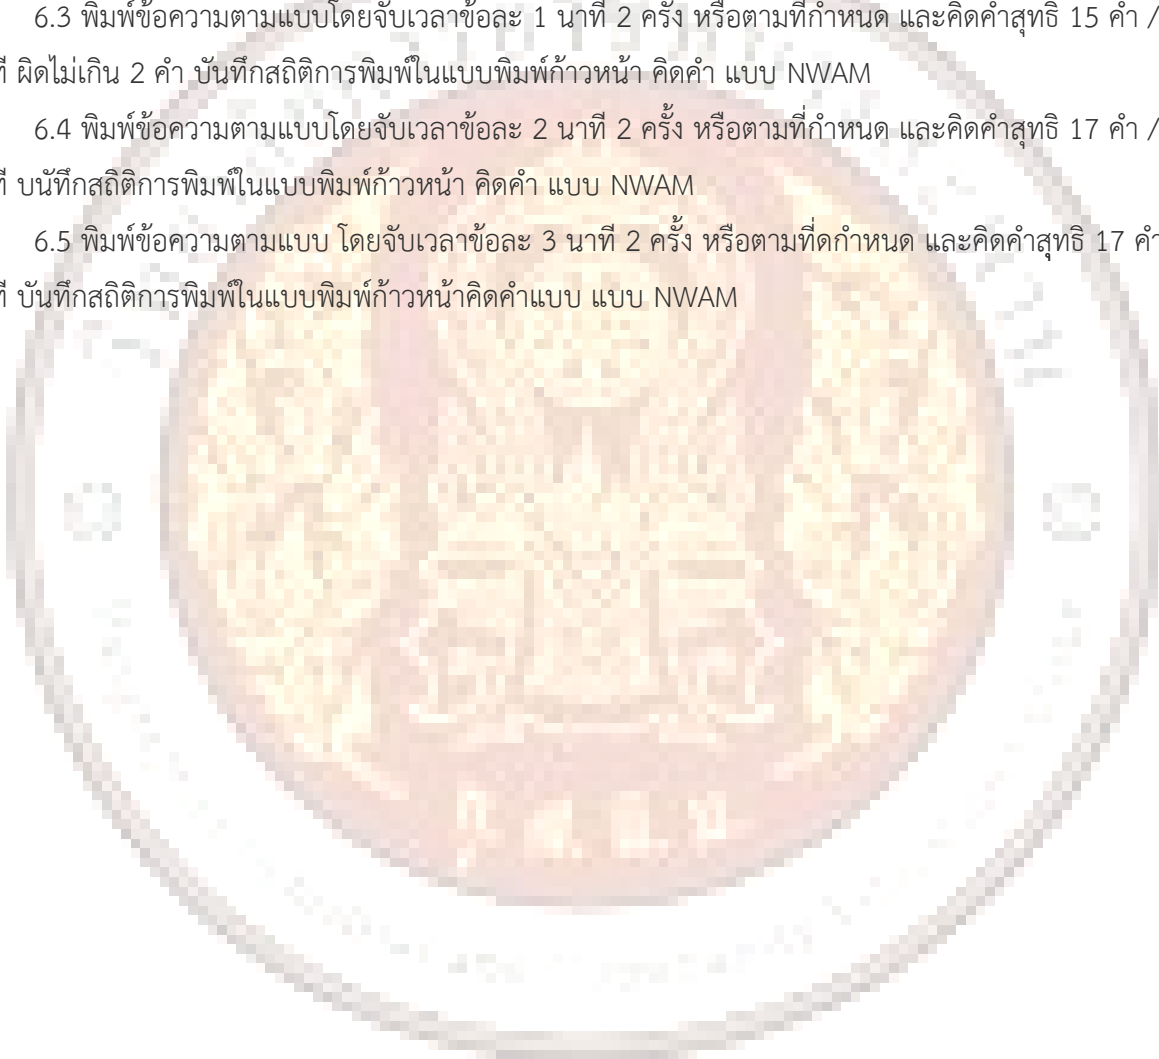 6.3 พิมพ์ข้อความตามแบบโดยจับเวลาข้อละ 1 นาที 2 ครั้ง หรือตามที่กำหนด และคิดคำสุทธิ 15 คำ /
ที ผิดไม่เกิน 2 คำ บันทึกสถิติการพิมพ์ในแบบพิมพ์ก้าวหน้า คิดคำ แบบ NWAM
6.4 พิมพ์ข้อความตามแบบโดยจับเวลาข้อละ 2 นาที 2 ครั้ง หรือตามที่กำหนด และคิดคำสุทธิ 17 คำ /
ที บนัทึกสถิติการพิมพ์ในแบบพิมพ์ก้าวหน้า คิดคำ แบบ NWAM
6.5 พิมพ์ข้อความตามแบบ โดยจับเวลาข้อละ 3 นาที 2 ครั้ง หรือตามที่ดกำหนด และคิดคำสุทธิ 17 คำ
ที บันทึกสถิติการพิมพ์ในแบบพิมพ์ก้าวหน้าคิดคำแบบ แบบ NWAM